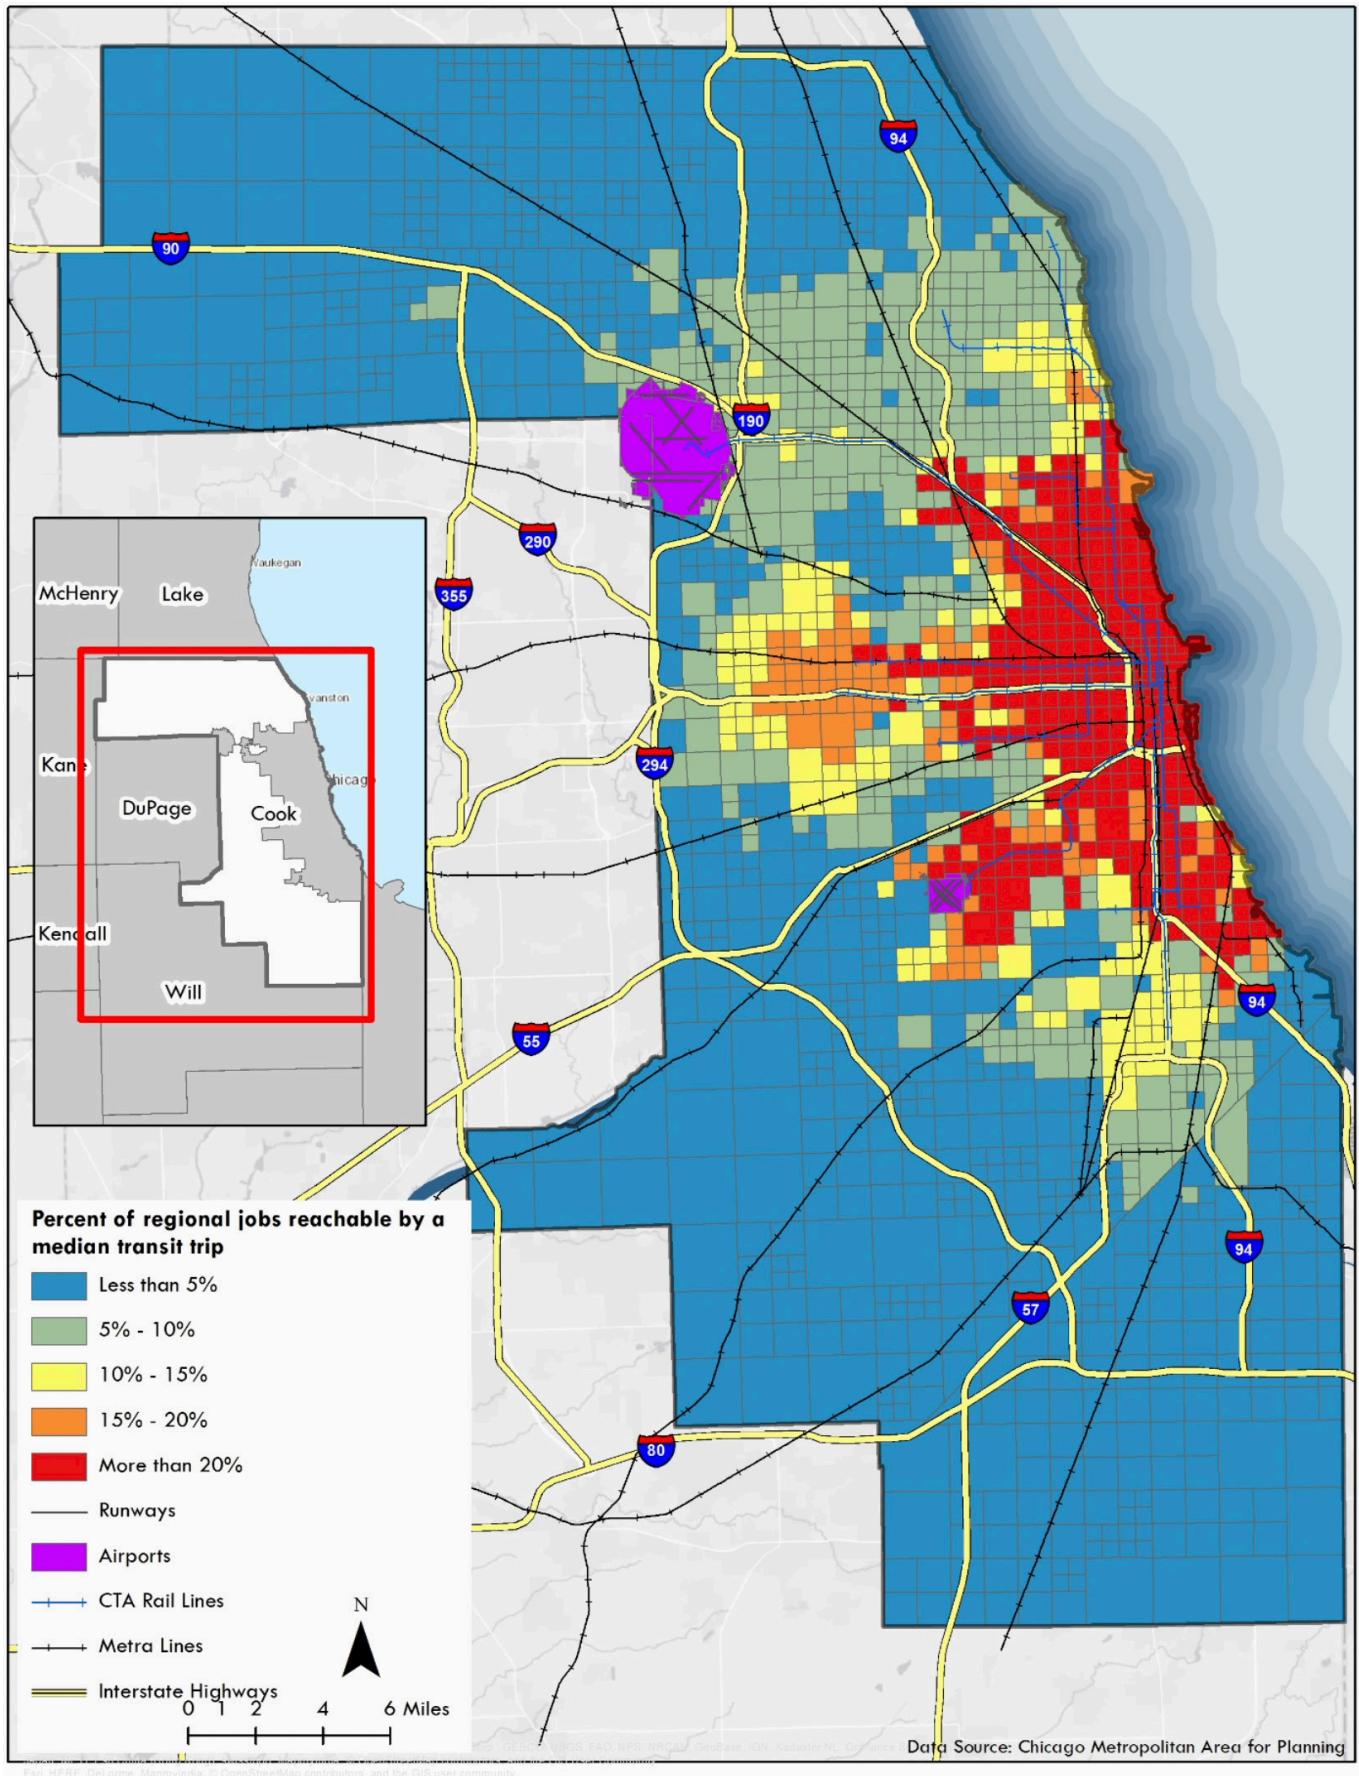 94
90
190
290
355
294
94
55
94
57
80
McHenry
Lake
Waukegan
Evanston
Kane
Chicago
DuPage
Cook
Kendall
Will
Percent of regional jobs reachable by a
median transit trip
Less than 5%
5% - 10%
10% - 15%
15% - 20%
More than 20%
Runways
Airports
CTA Rail Lines
Metra Lines
Interstate Highways
N
0 1 2 4 6 Miles
Data Source: Chicago Metropolitan Area for Planning